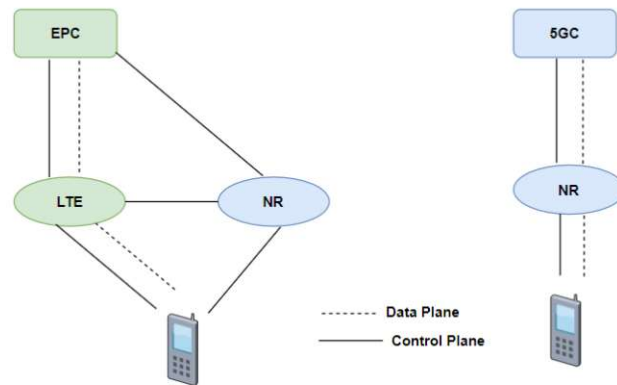 EPC
5GC
LTE
NR
NR
Data Plane
Control Plane